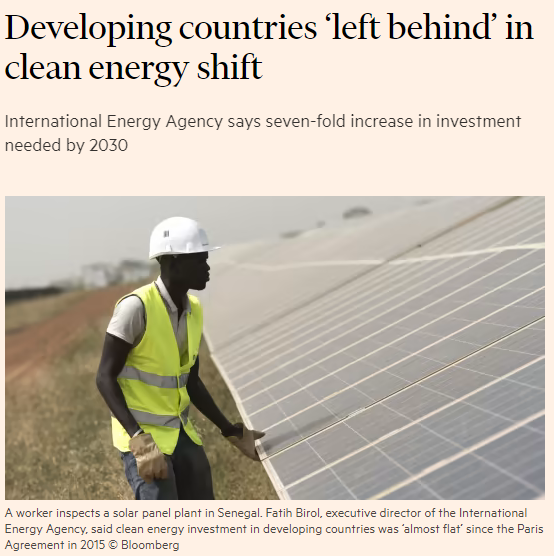 Developing countries ‘left behind’ in
clean energy shift
International Energy Agency says seven-fold increase in investment
needed by 2030
A worker inspects a solar panel plant in Senegal. Fatih Birol, executive director of the International
Energy Agency, said clean energy investment in developing countries was ‘almost flat’ since the Paris
Agreement in 2015 © Bloomberg